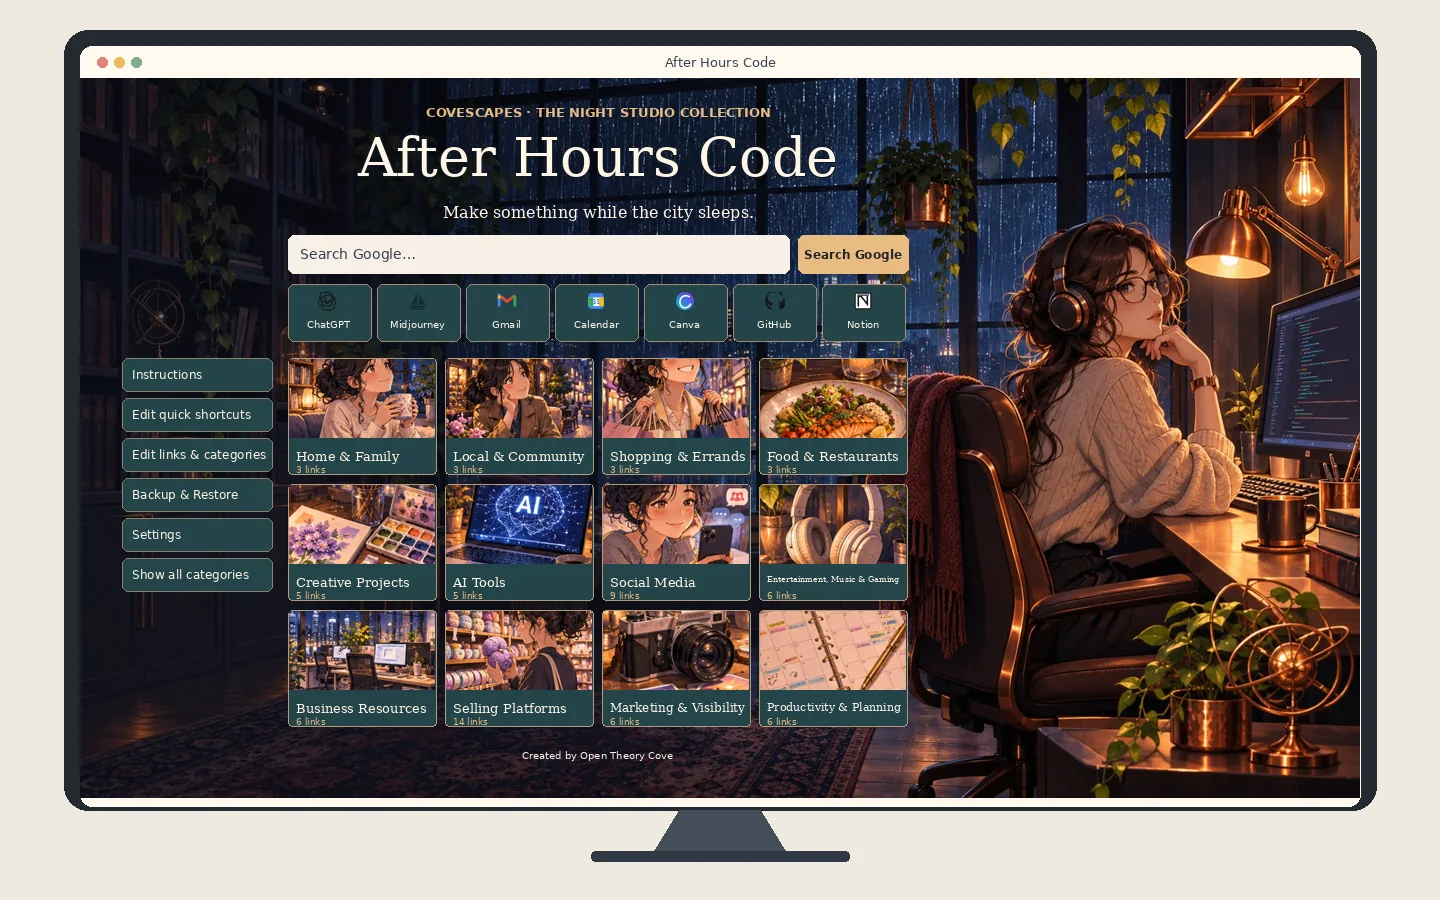 After Hours Code
COVESCAPES · THE NIGHT STUDIO COLLECTION
After Hours Code
Make something while the city sleeps.
Search Google...
Search Google
ChatGPT
Midjourney
Gmail
Calendar
Canva
GitHub
Notion
Instructions
Edit quick shortcuts
Edit links & categories
Backup & Restore
Settings
Show all categories
Home & Family
3 links
Local & Community
3 links
Shopping & Errands
3 links
Food & Restaurants
3 links
Creative Projects
5 links
AI
AI Tools
5 links
Social Media
9 links
Entertainment, Music & Gaming
6 links
Business Resources
6 links
Selling Platforms
14 links
Marketing & Visibility
6 links
Productivity & Planning
6 links
Created by Open Theory Cove